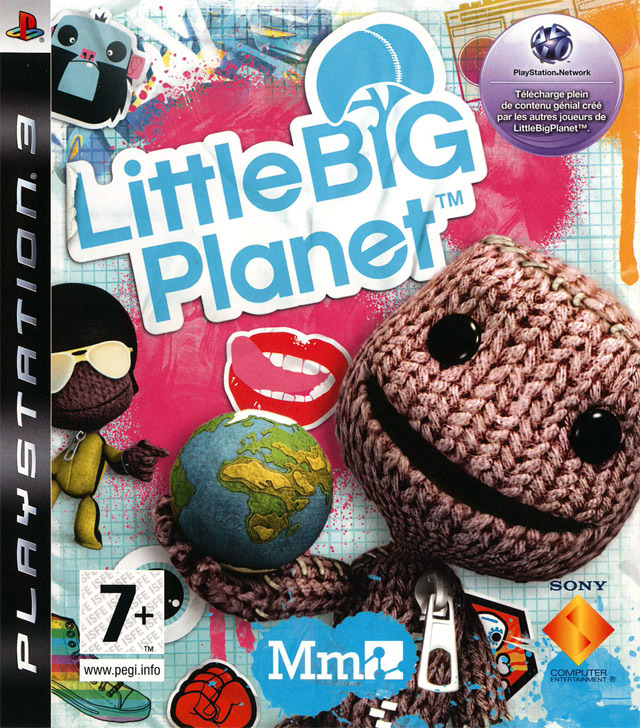 PlayStation®Network
Télécharge plein
de contenu génial créé
par les autres joueurs de
LittleBigPlanet™.
LittleBIG
Planet™
PLAYSTATION®3
7+
™
www.pegi.info
Mm
SONY
COMPUTER
ENTERTAINMENT®